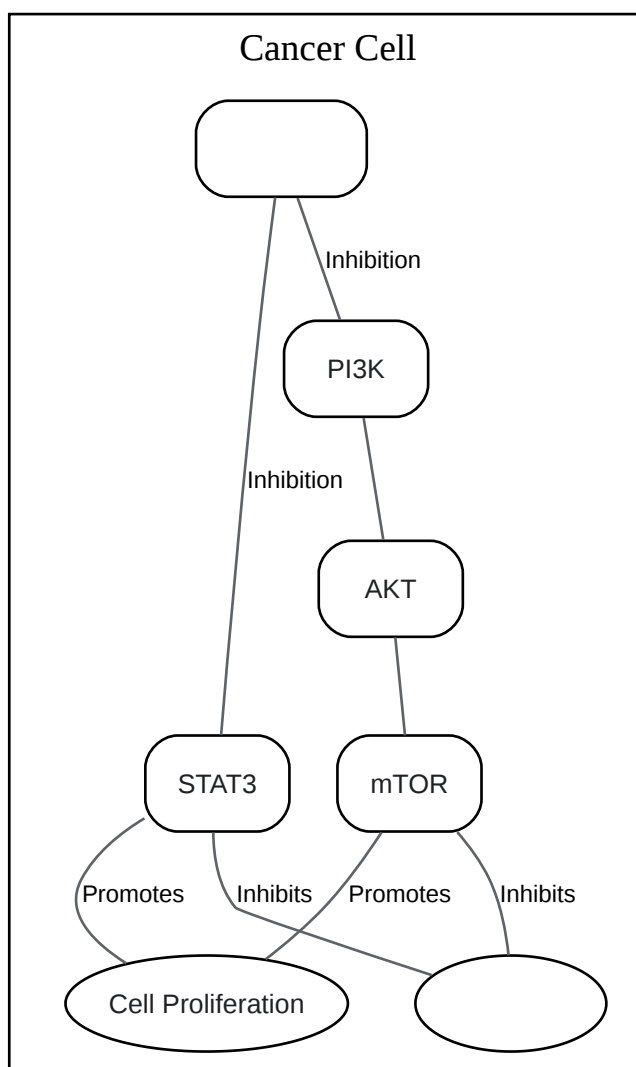 Cancer Cell
Inhibition
PI3K
Inhibition
AKT
STAT3
mTOR
Promotes
Inhibits
Promotes
Inhibits
Cell Proliferation